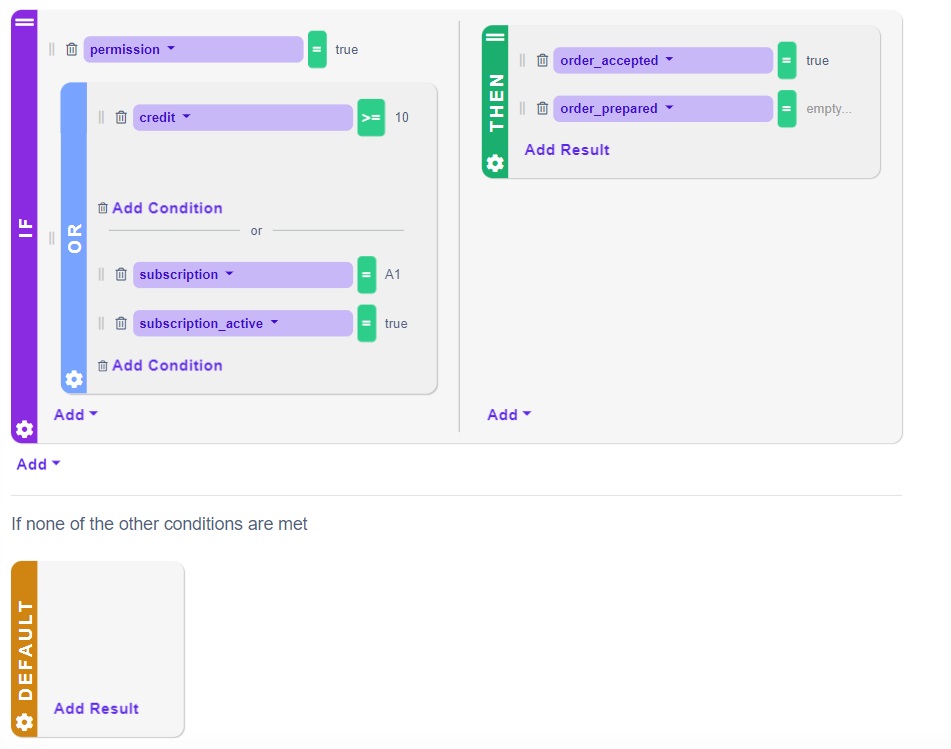 IF
permission = true
OR
credit >= 10
Add Condition
or
subscription = A1
subscription_active = true
Add Condition
Add
THEN
order_accepted = true
order_prepared = empty...
Add Result
Add
Add
If none of the other conditions are met
DEFAULT
Add Result